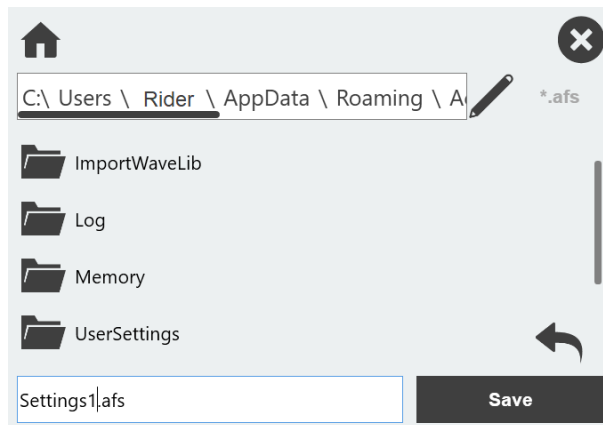 C:\ Users \ Rider \ AppData \ Roaming \
*.afs
ImportWaveLib
Log
Memory
UserSettings
Settings1.afs
Save